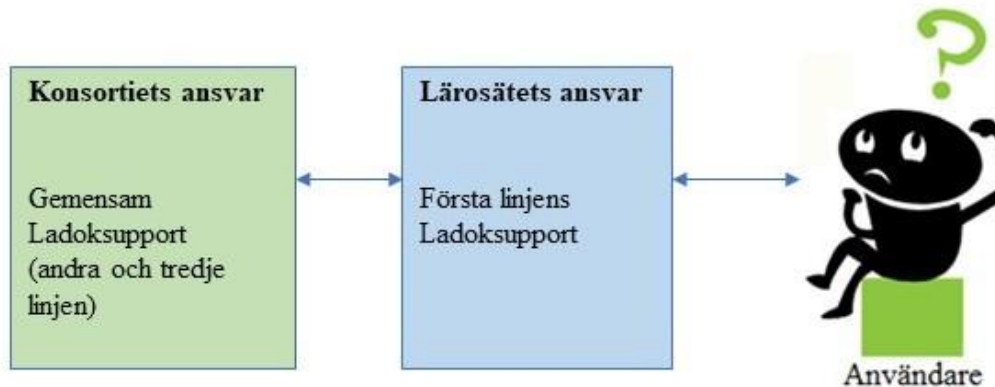 Konsortiets ansvar
Gemensam
Ladoksupport
(andra och tredje
linjen)
Lärosätets ansvar
Första linjens
Ladoksupport
?
Användare